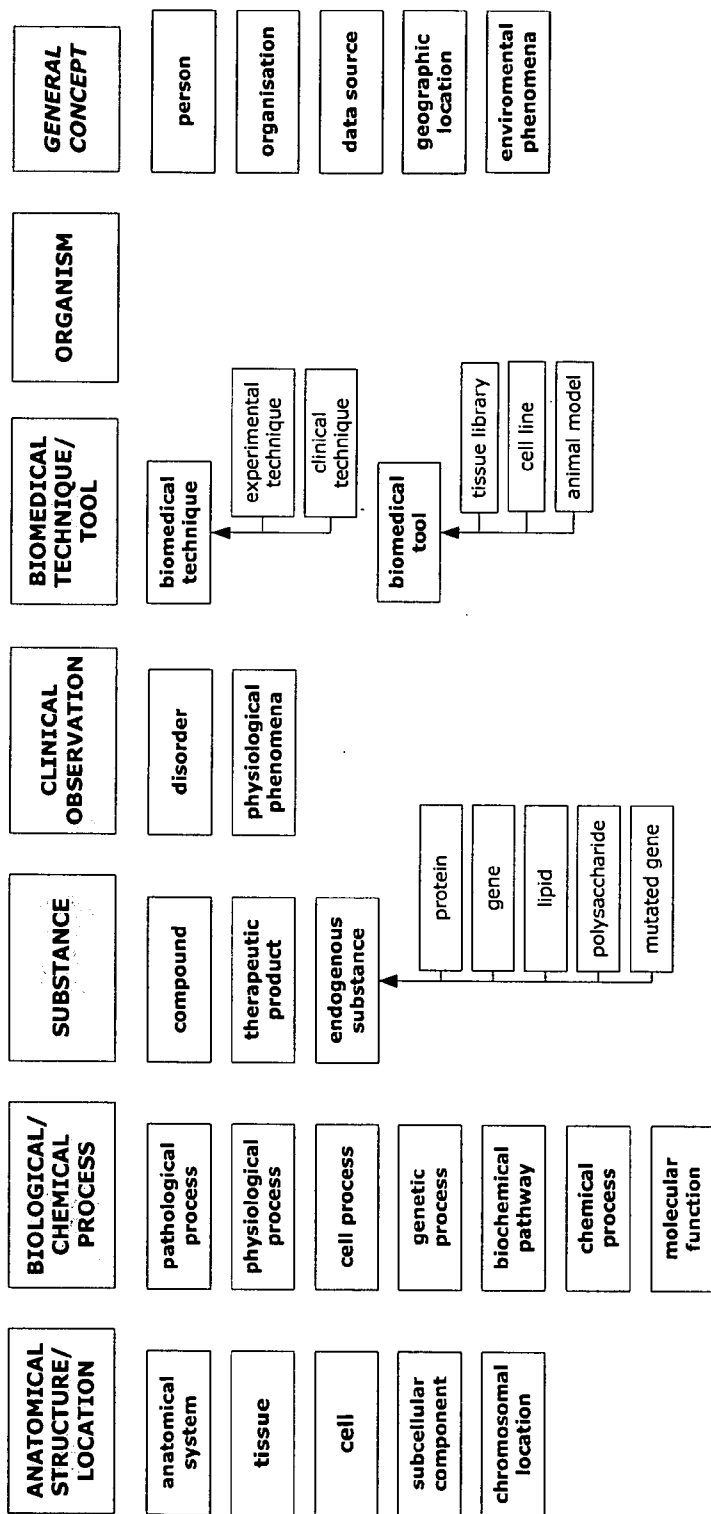 ANATOMICAL
STRUCTURE/
LOCATION
anatomical
system
tissue
cell
subcellular
component
chromosomal
location
BIOLOGICAL/
CHEMICAL
PROCESS
pathological
process
physiological
process
cell process
genetic
process
biochemical
pathway
chemical
process
molecular
function
SUBSTANCE
compound
therapeutic
product
endogenous
substance
protein
gene
lipid
polysaccharide
mutated gene
CLINICAL
OBSERVATION
disorder
physiological
phenomena
BIOMEDICAL
TECHNIQUE/
TOOL
biomedical
technique
experimental
technique
clinical
technique
biomedical
tool
tissue library
cell line
animal model
ORGANISM
GENERAL
CONCEPT
person
organisation
data source
geographic
location
enviromental
phenomena